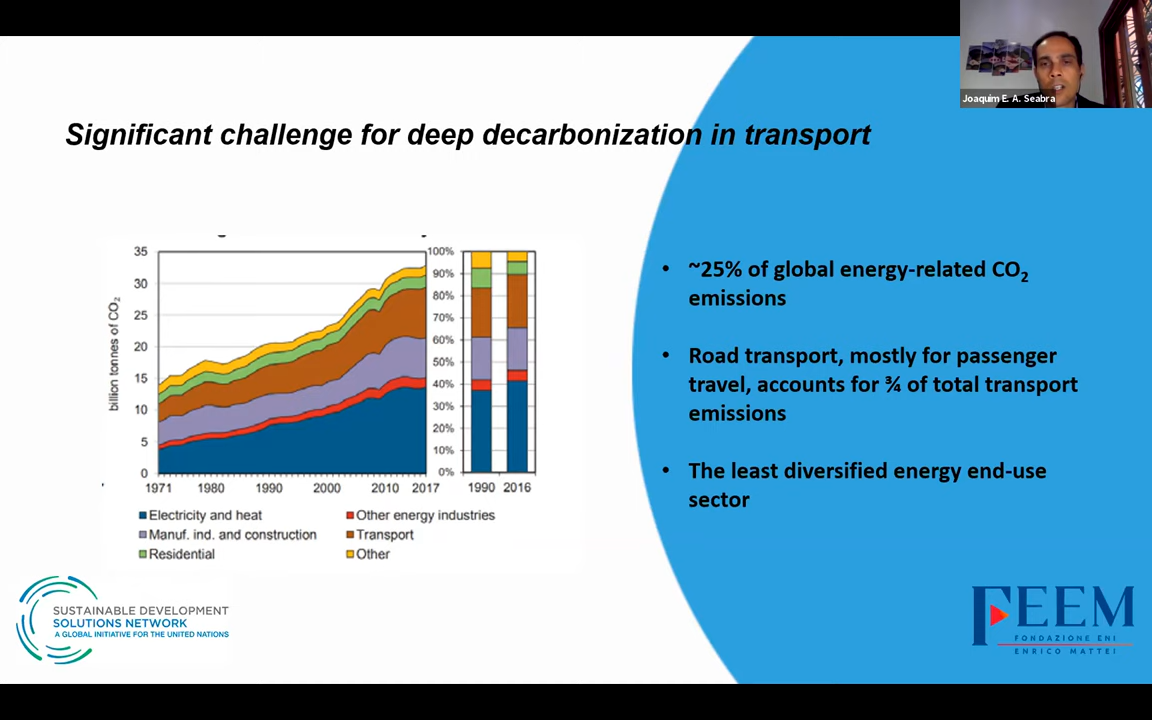 Joaquim E. A. Seabra
Significant challenge for deep decarbonization in transport
35
30
25
20
15
10
5
0
billion tonnes of CO₂
1971 1980 1990 2000 2010 2017
100%
90%
80%
70%
60%
50%
40%
30%
20%
10%
0%
1990 2016
Electricity and heat
Other energy industries
Manuf. ind. and construction
Transport
Residential
Other
• ~25% of global energy-related CO₂
emissions
• Road transport, mostly for passenger
travel, accounts for ¾ of total transport
emissions
• The least diversified energy end-use
sector
SUSTAINABLE DEVELOPMENT
SOLUTIONS NETWORK
A GLOBAL INITIATIVE FOR THE UNITED NATIONS
FEEM
FONDAZIONE ENI
ENRICO MATTEI